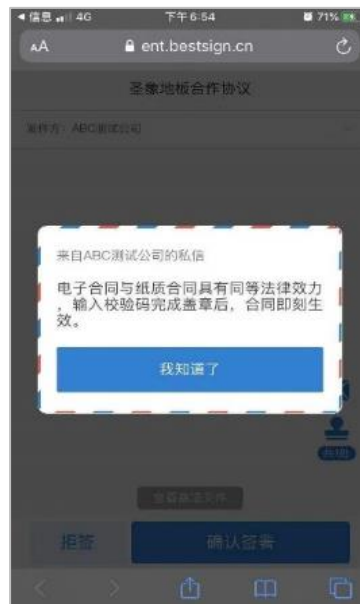 信息 4G 下午6:54 71%
AA ent.bestsign.cn
圣象地板合作协议
发件方：ABC测试公司
来自ABC测试公司的私信
电子合同与纸质合同具有同等法律效力
，输入校验码完成盖章后，合同即刻生
效。
我知道了
拒签 确认签署